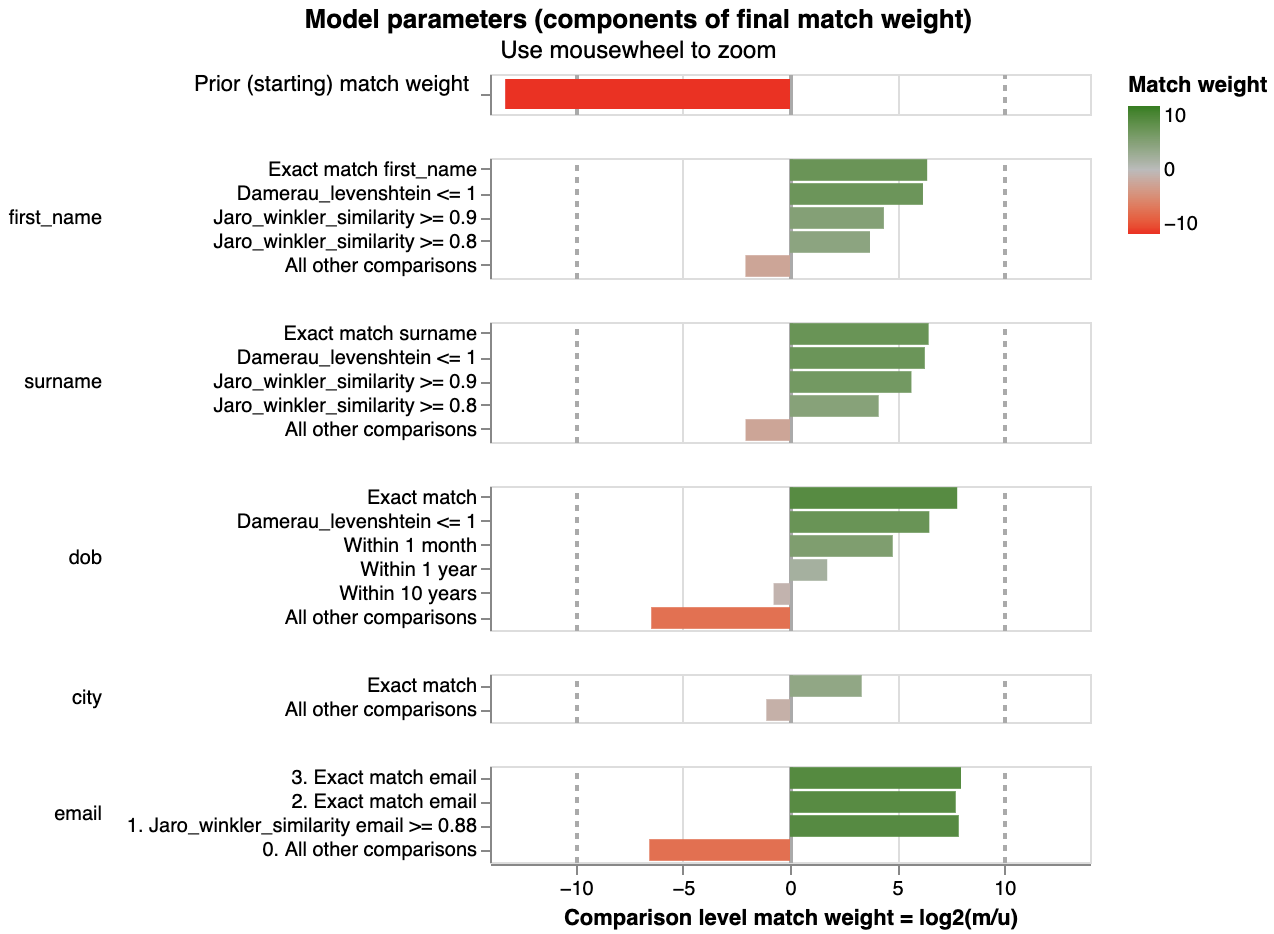 Model parameters (components of final match weight)
Use mousewheel to zoom
Prior (starting) match weight
Match weight
10
0
−10
first_name
Exact match first_name
Damerau_levenshtein <= 1
Jaro_winkler_similarity >= 0.9
Jaro_winkler_similarity >= 0.8
All other comparisons
surname
Exact match surname
Damerau_levenshtein <= 1
Jaro_winkler_similarity >= 0.9
Jaro_winkler_similarity >= 0.8
All other comparisons
dob
Exact match
Damerau_levenshtein <= 1
Within 1 month
Within 1 year
Within 10 years
All other comparisons
city
Exact match
All other comparisons
email
3. Exact match email
2. Exact match email
1. Jaro_winkler_similarity email >= 0.88
0. All other comparisons
−10 −5 0 5 10
Comparison level match weight = log2(m/u)